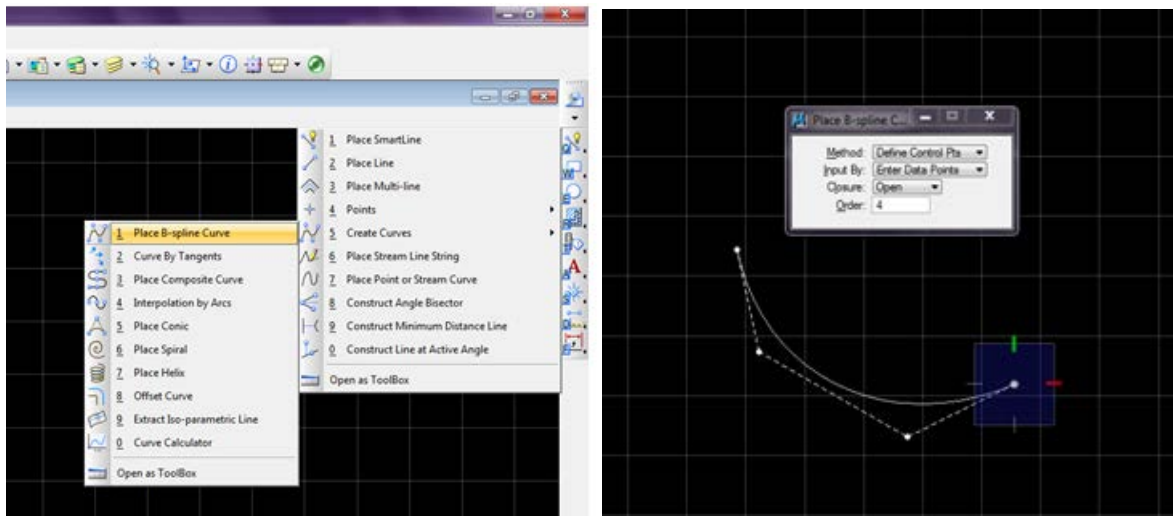 1 Place SmartLine
2 Place Line
3 Place Multi-line
4 Points
5 Create Curves
6 Place Stream Line String
7 Place Point or Stream Curve
8 Construct Angle Bisector
9 Construct Minimum Distance Line
0 Construct Line at Active Angle
Open as ToolBox
1 Place B-spline Curve
2 Curve By Tangents
3 Place Composite Curve
4 Interpolation by Arcs
5 Place Conic
6 Place Spiral
7 Place Helix
8 Offset Curve
9 Extract Iso-parametric Line
0 Curve Calculator
Open as ToolBox
Place B-spline C...
Method: Define Control Pts
Input By: Enter Data Points
Closure: Open
Order: 4